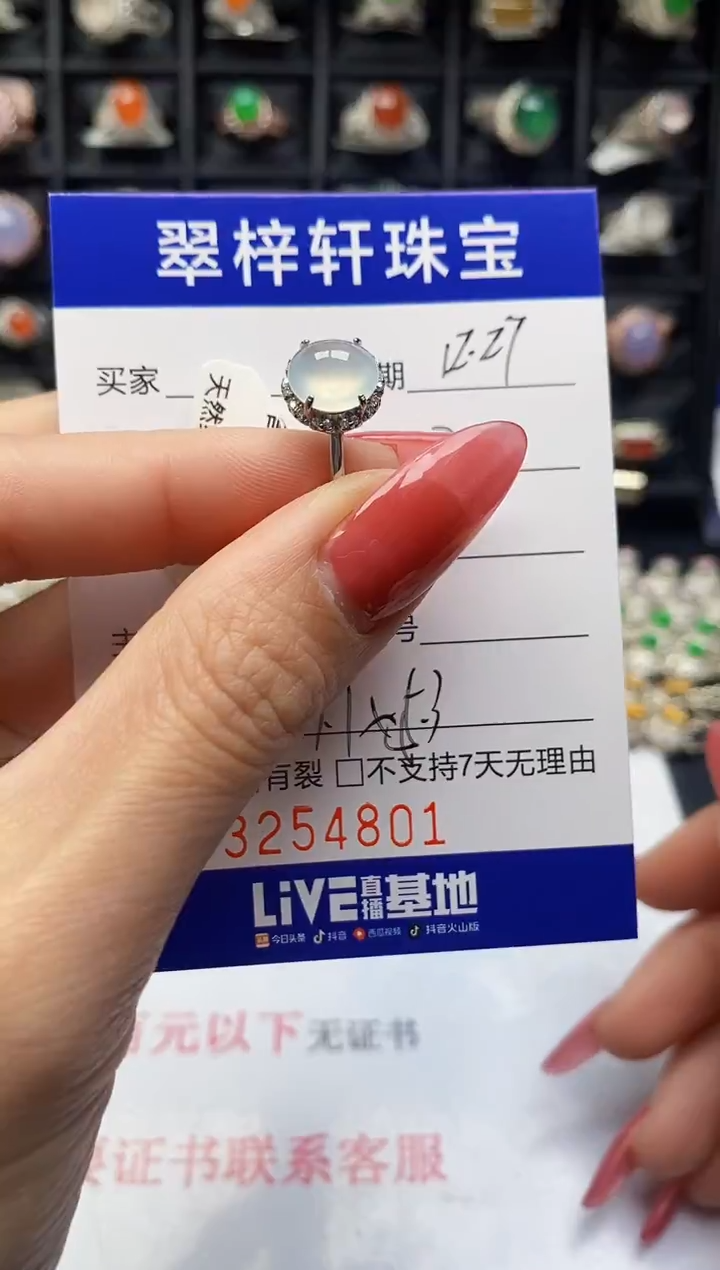 翠梓轩珠宝
买家 期 12.27
天然
号
有裂 □不支持7天无理由
3254801
LiVE直播基地
今日头条 抖音 西瓜视频 抖音火山版
百元以下无证书
要证书联系客服